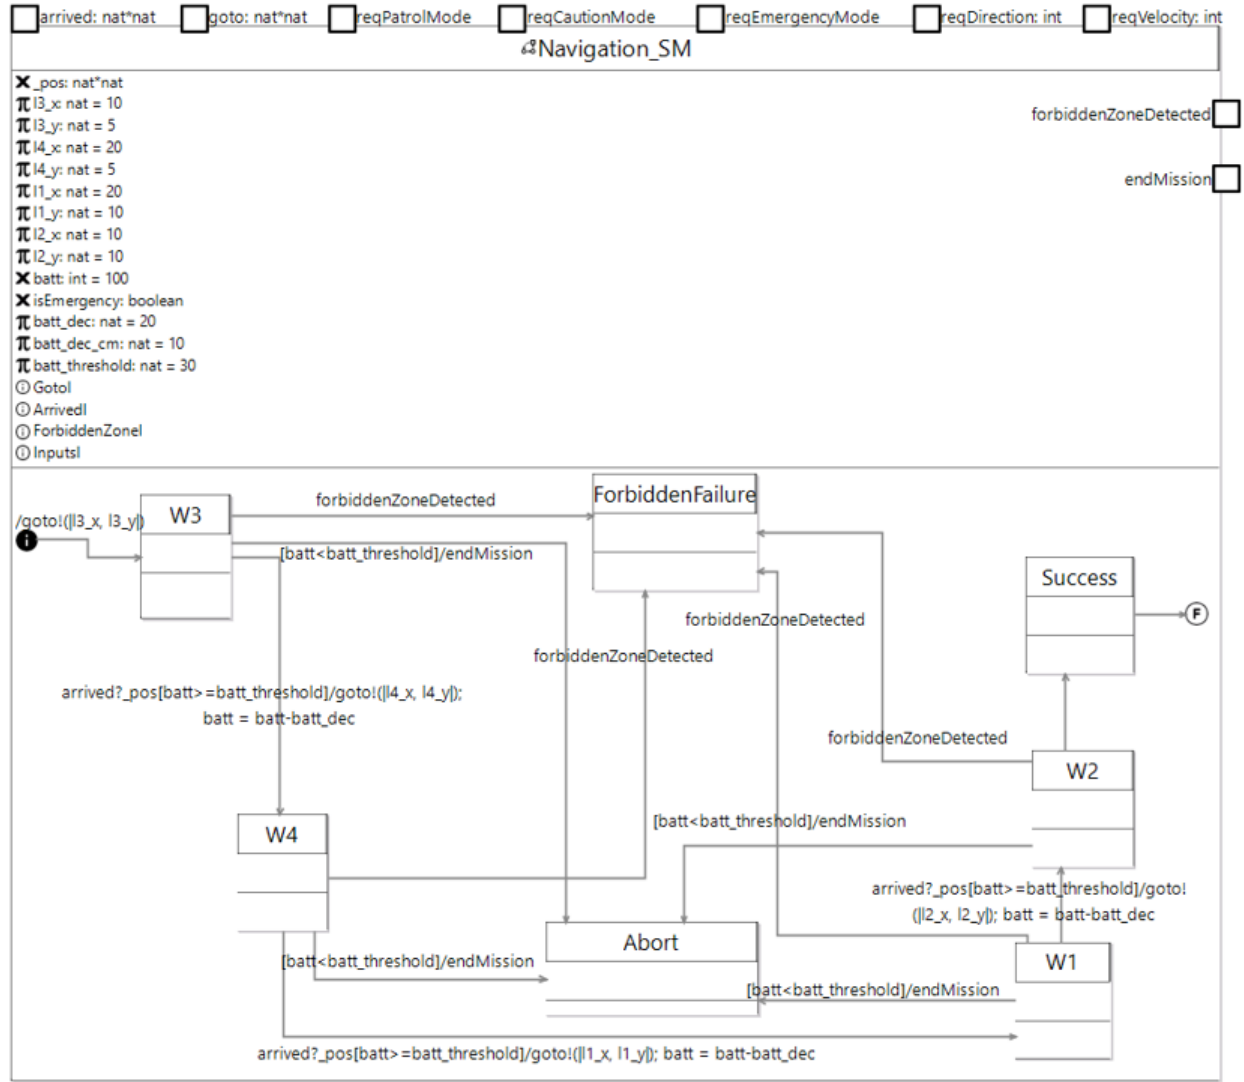 arrived: nat*nat
goto: nat*nat
reqPatrolMode
reqCautionMode
reqEmergencyMode
reqDirection: int
reqVelocity: int
Navigation_SM
_pos: nat*nat
π l3_x: nat = 10
π l3_y: nat = 5
π l4_x: nat = 20
π l4_y: nat = 5
π l1_x: nat = 20
π l1_y: nat = 10
π l2_x: nat = 10
π l2_y: nat = 10
batt: int = 100
isEmergency: boolean
π batt_dec: nat = 20
π batt_dec_cm: nat = 10
π batt_threshold: nat = 30
i GotoI
i ArrivedI
i ForbiddenZoneI
i InputsI
forbiddenZoneDetected
endMission
/goto!(|l3_x, l3_y|)
i
W3
forbiddenZoneDetected
ForbiddenFailure
[batt<batt_threshold]/endMission
Success
F
forbiddenZoneDetected
forbiddenZoneDetected
arrived?_pos[batt>=batt_threshold]/goto!(|l4_x, l4_y|);
batt = batt-batt_dec
forbiddenZoneDetected
W2
W4
[batt<batt_threshold]/endMission
arrived?_pos[batt>=batt_threshold]/goto!
(|l2_x, l2_y|); batt = batt-batt_dec
Abort
W1
[batt<batt_threshold]/endMission
[batt<batt_threshold]/endMission
arrived?_pos[batt>=batt_threshold]/goto!(|l1_x, l1_y|); batt = batt-batt_dec